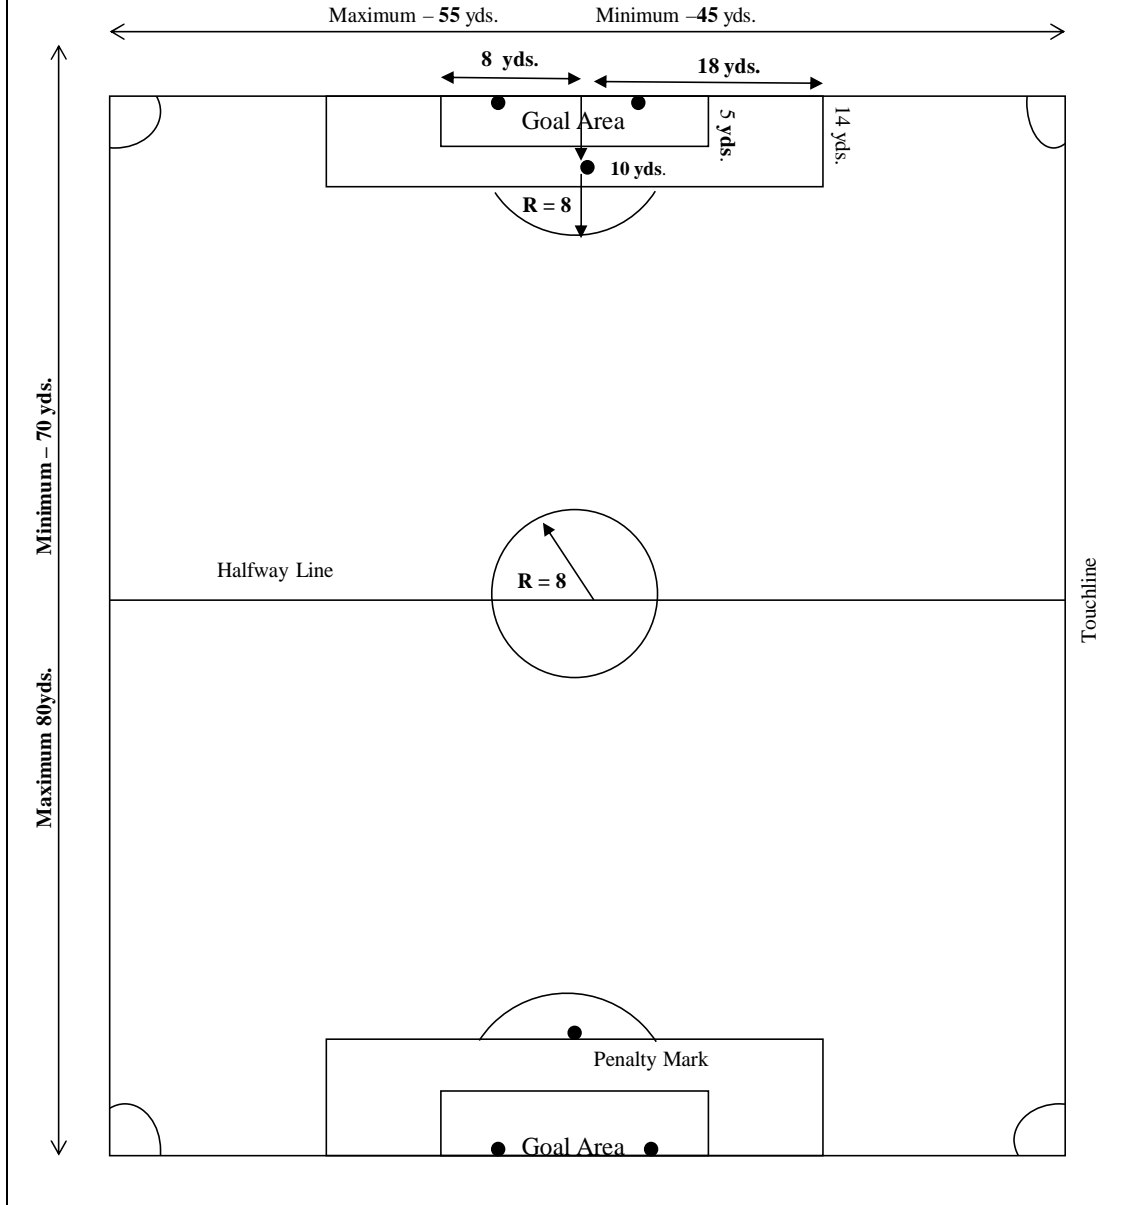 Maximum – 55 yds.
Minimum –45 yds.
8 yds.
18 yds.
Goal Area
5 yds.
14 yds.
10 yds.
R = 8
Minimum – 70 yds.
Halfway Line
R = 8
Touchline
Maximum 80yds.
Penalty Mark
Goal Area